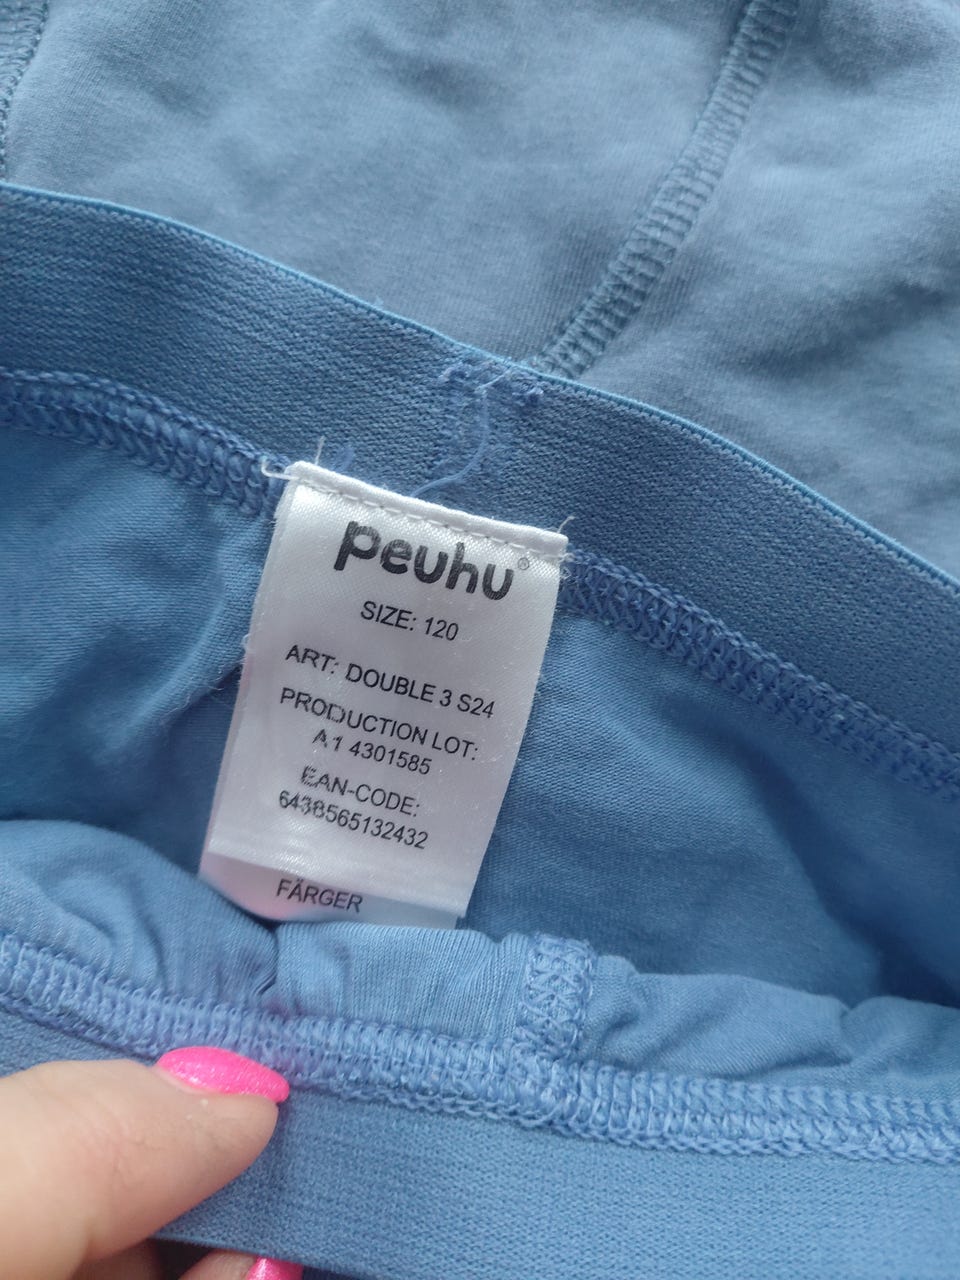 peuhu®
SIZE: 120
ART: DOUBLE 3 S24
PRODUCTION LOT:
A1 4301585
EAN-CODE:
6438565132432
FÄRGER